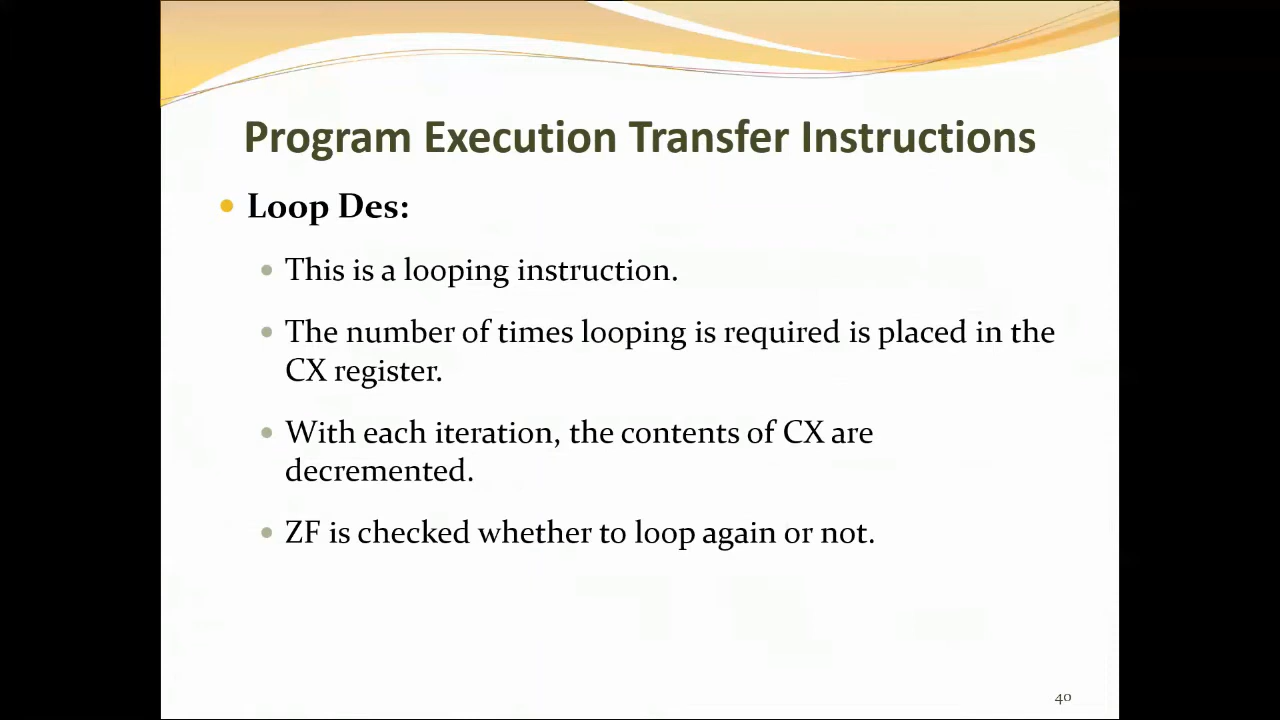 Program Execution Transfer Instructions
Loop Des:
This is a looping instruction.
The number of times looping is required is placed in the
CX register.
With each iteration, the contents of CX are
decremented.
ZF is checked whether to loop again or not.
40